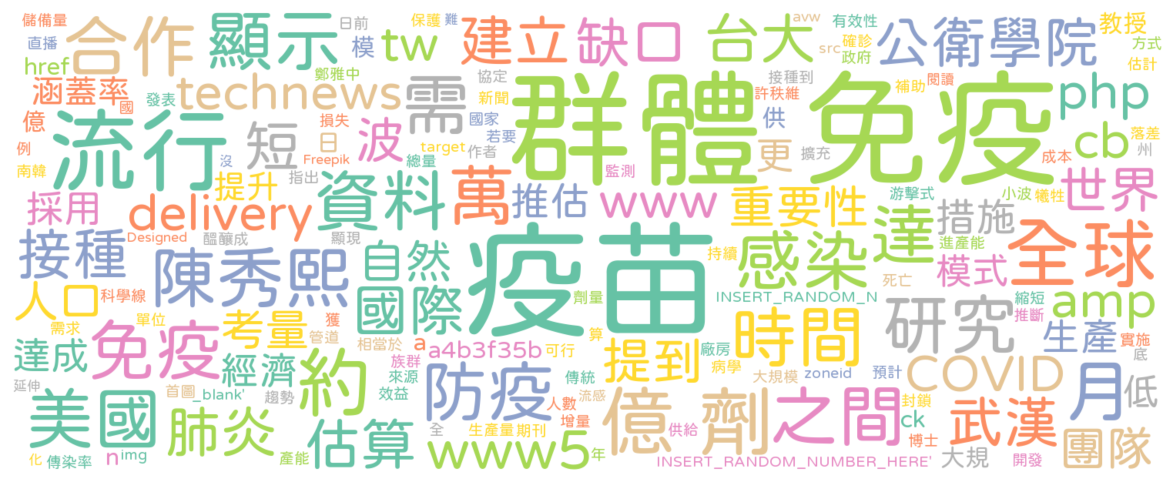 儲備量 合作 顯示 日前 保護 難 tw 建立 缺口 台大 avw 有效性 公衛學院 教授
直播 模 src 確診 方式
href 鄭雅中 協定 接種到 政府 估計
涵蓋率 國 technews 需 新聞 群體 免疫 許秩維 補助 閱讀 php
億 發表 損失 波 國家 供 cb 落差
例 流行 短 日 target 若要 更 擴充 成本 州
南韓 沒 Freepik 總量 作者 監測 世界
提升 指出 資料 萬 推估 www 重要性 游擊式 小波 犧牲
採用 delivery 措施
接種 Designed 醞釀成 顯現 疫苗 持續 感染 達 進產能 全球
陳秀熙 自然 模式
人口 科學線 國際 劑量 INSERT_RANDOM_N 死亡 縮短 amp
需求 單位 獲 算 時間 研究 推斷
達成 免疫 考量 管道 a a4b3f35b 可行 提到 廠房 生產 實施
相當於 族群 病學 底
延伸 經濟 約 來源 防疫 傳統 大規模 zoneid 預計 COVID 月 低
首圖 _blank' 趨勢 效益 流感 封鎖
美國 肺炎 估算 人數 億 劑 之間 ck 武漢 團隊
全 生產量 期刊 增量 供給 博士
化 傳染率 n img 產能 www5 年 INSERT_RANDOM_NUMBER_HERE' 大規 開發